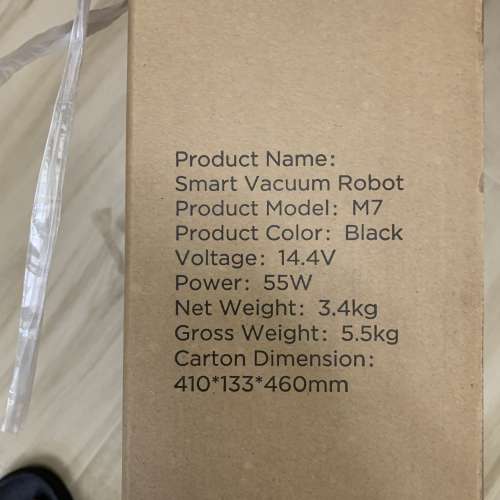 Product Name:
Smart Vacuum Robot
Product Model: M7
Product Color: Black
Voltage: 14.4V
Power: 55W
Net Weight: 3.4kg
Gross Weight: 5.5kg
Carton Dimension:
410*133*460mm